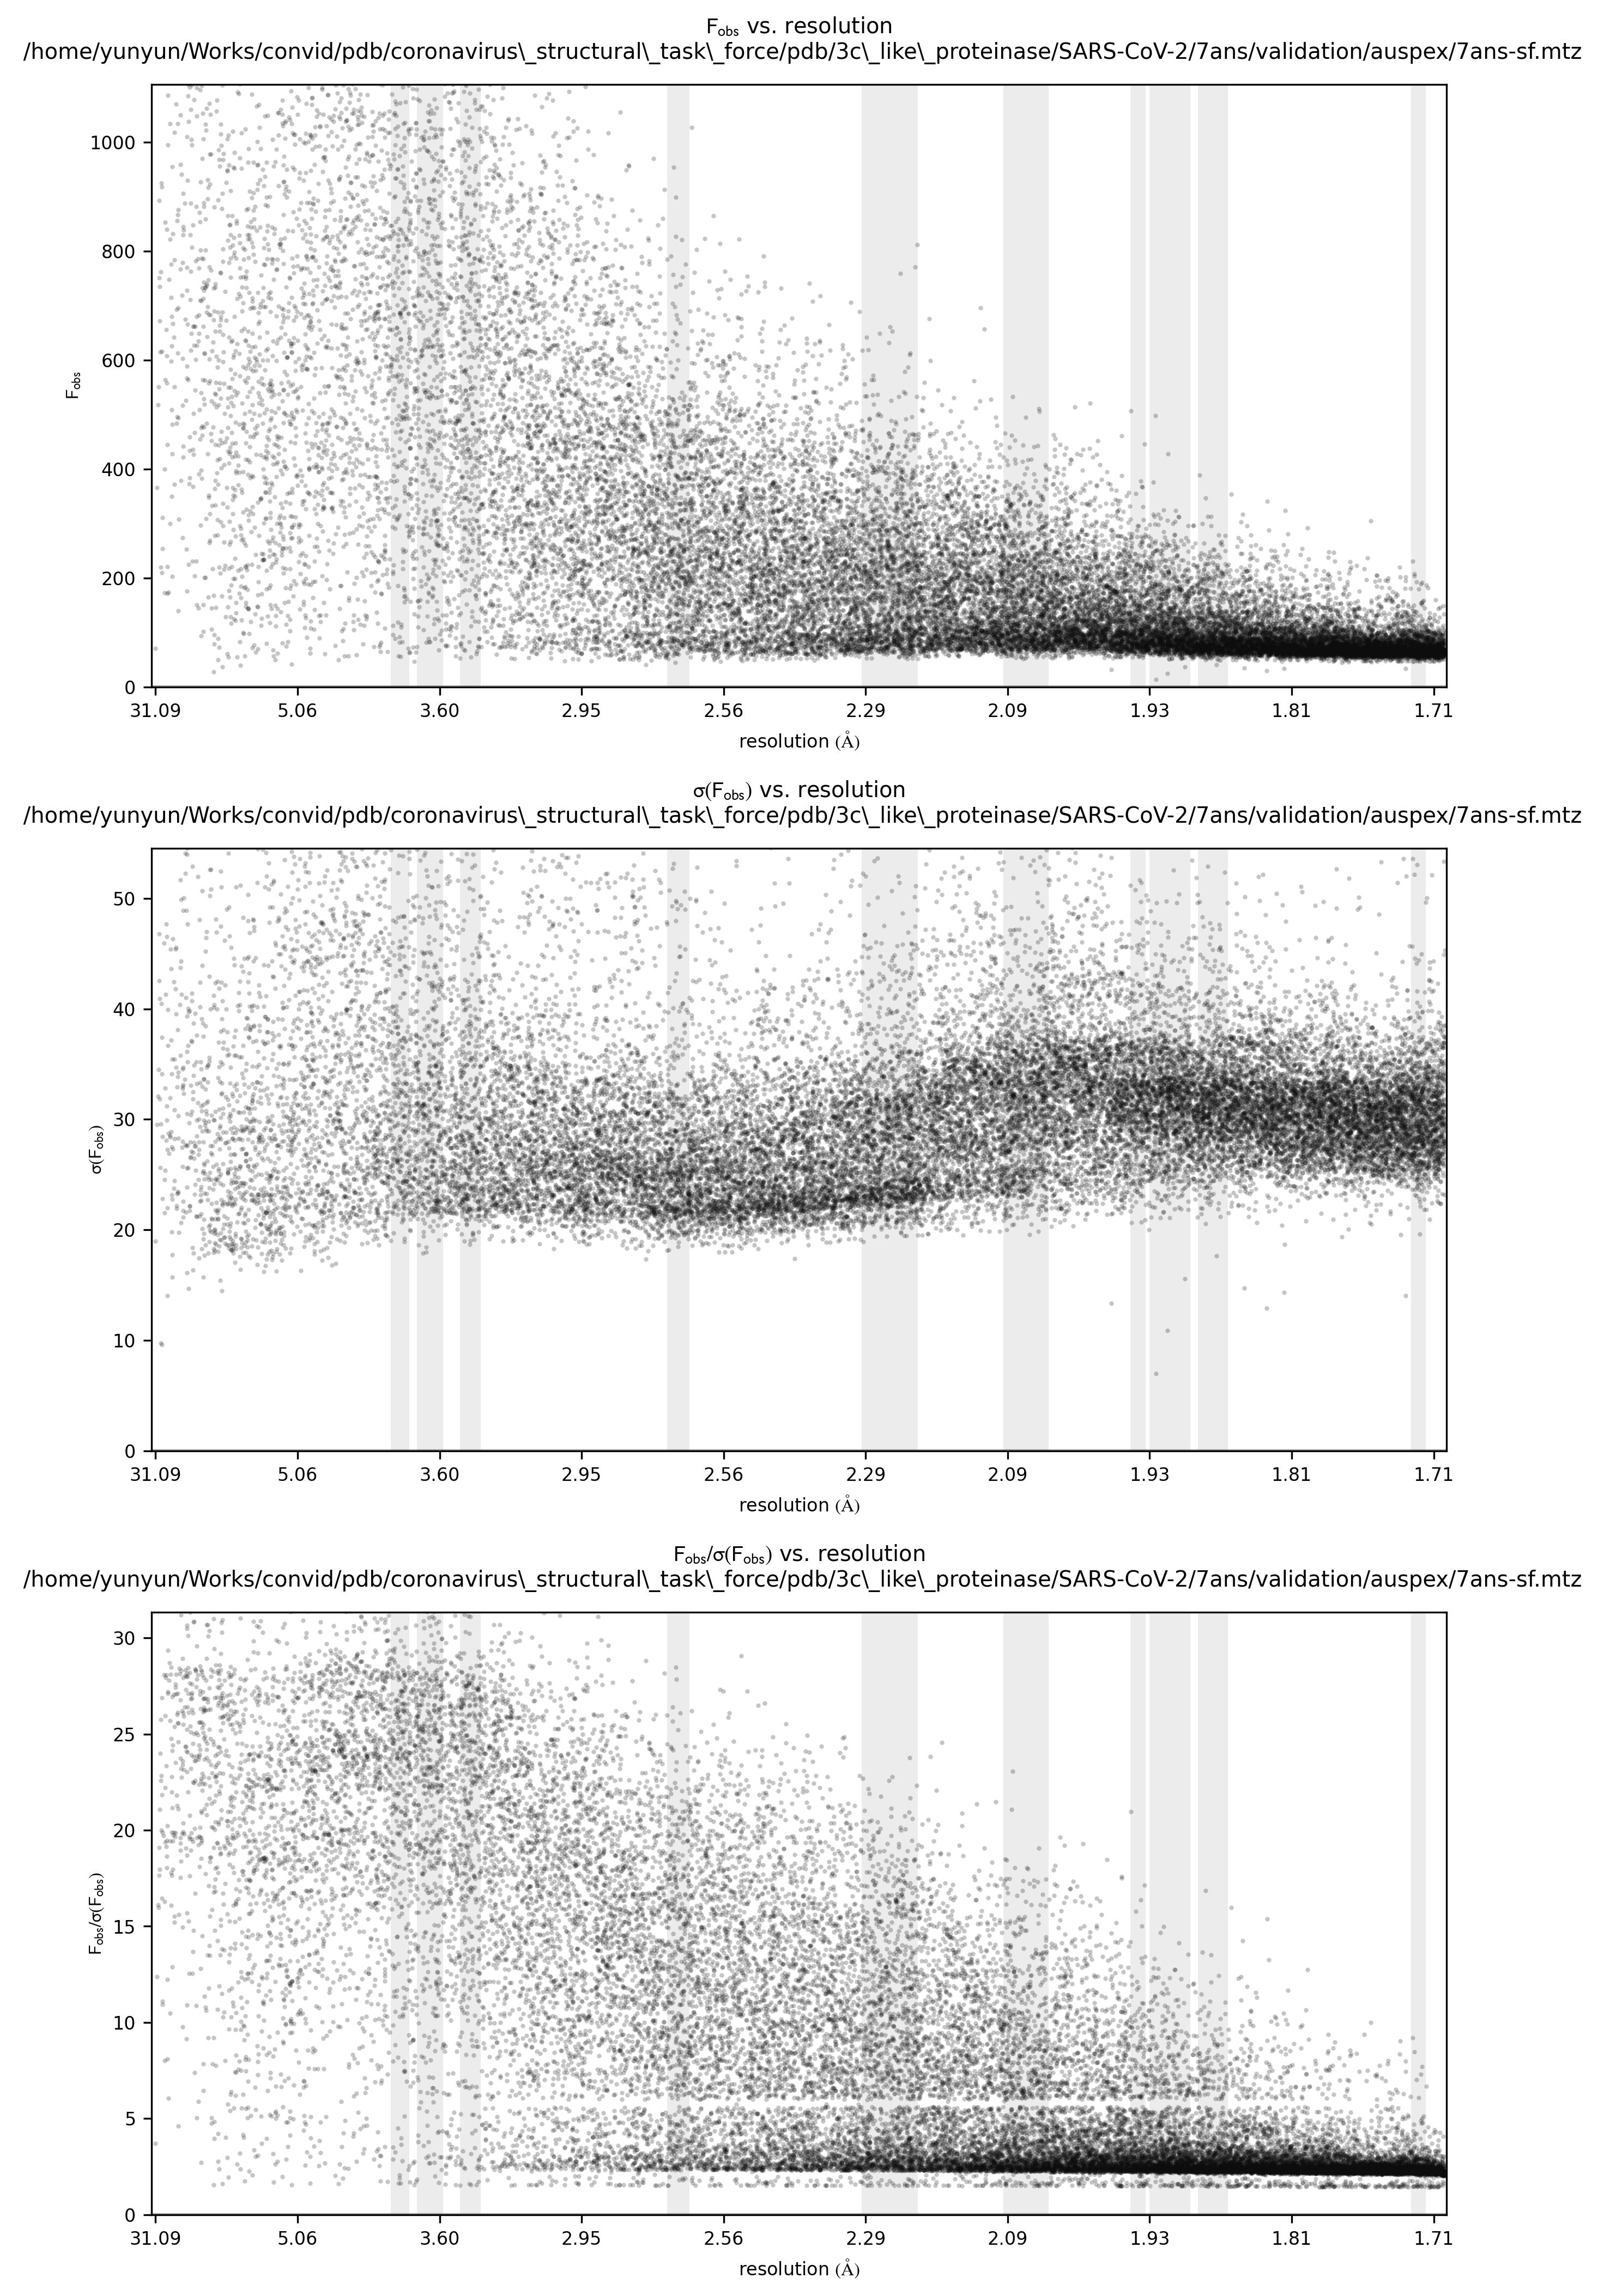 Fobs vs. resolution
/home/yunyun/Works/convid/pdb/coronavirus\_structural\_task\_force/pdb/3c\_like\_proteinase/SARS-CoV-2/7ans/validation/auspex/7ans-sf.mtz
1000
800
600
400
200
0
Fobs
31.09 5.06 3.60 2.95 2.56 2.29 2.09 1.93 1.81 1.71
resolution (Å)
σ(Fobs) vs. resolution
/home/yunyun/Works/convid/pdb/coronavirus\_structural\_task\_force/pdb/3c\_like\_proteinase/SARS-CoV-2/7ans/validation/auspex/7ans-sf.mtz
50
40
30
20
10
0
σ(Fobs)
31.09 5.06 3.60 2.95 2.56 2.29 2.09 1.93 1.81 1.71
resolution (Å)
Fobs/σ(Fobs) vs. resolution
/home/yunyun/Works/convid/pdb/coronavirus\_structural\_task\_force/pdb/3c\_like\_proteinase/SARS-CoV-2/7ans/validation/auspex/7ans-sf.mtz
30
25
20
15
10
5
0
Fobs/σ(Fobs)
31.09 5.06 3.60 2.95 2.56 2.29 2.09 1.93 1.81 1.71
resolution (Å)